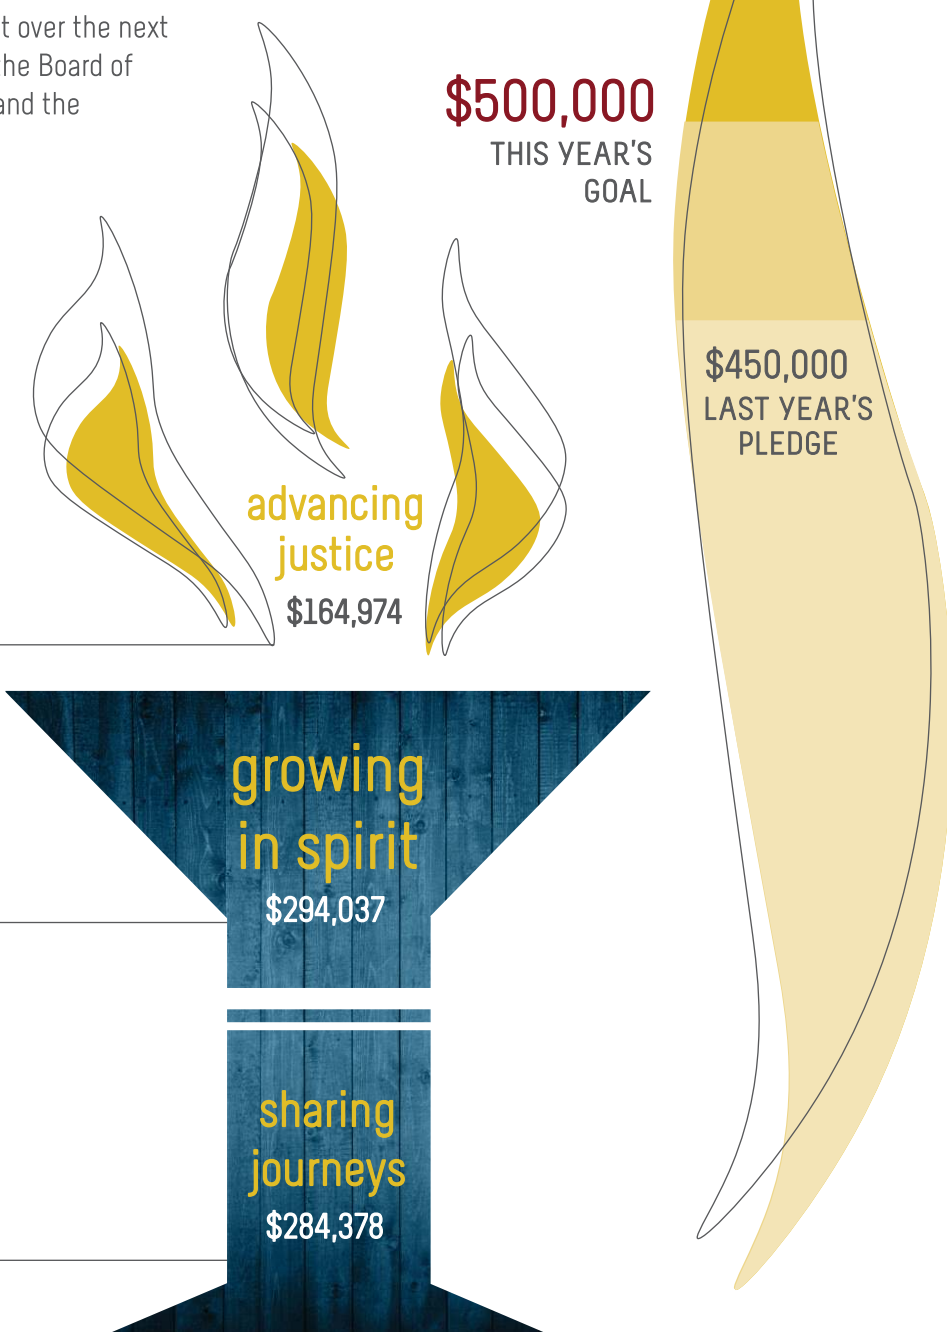 t over the next
he Board of
and the
$500,000
THIS YEAR'S
GOAL
$450,000
LAST YEAR'S
PLEDGE
advancing
justice
$164,974
growing
in spirit
$294,037
sharing
journeys
$284,378